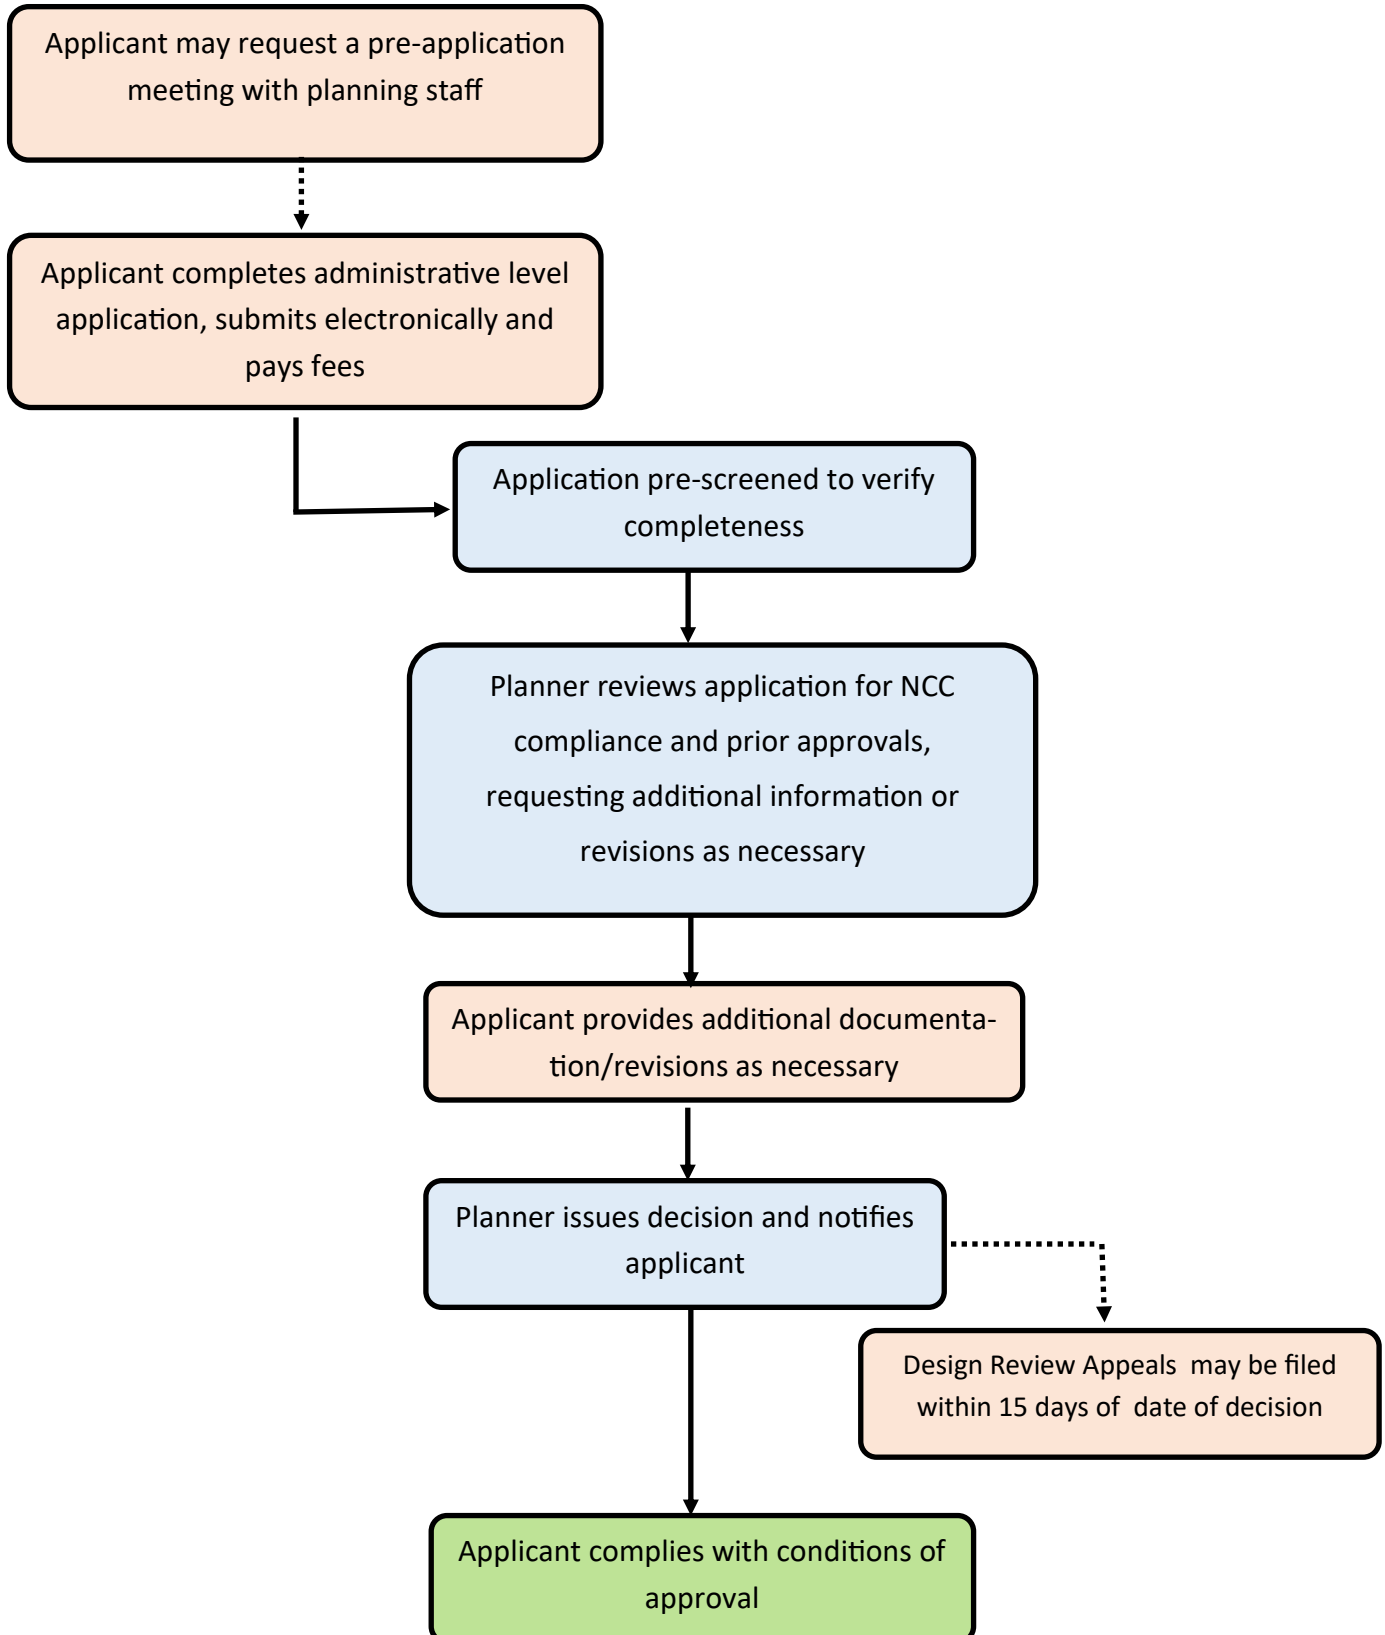 Applicant may request a pre-application
meeting with planning staff
Applicant completes administrative level
application, submits electronically and
pays fees
Application pre-screened to verify
completeness
Planner reviews application for NCC
compliance and prior approvals,
requesting additional information or
revisions as necessary
Applicant provides additional documenta-
tion/revisions as necessary
Planner issues decision and notifies
applicant
Design Review Appeals may be filed
within 15 days of date of decision
Applicant complies with conditions of
approval